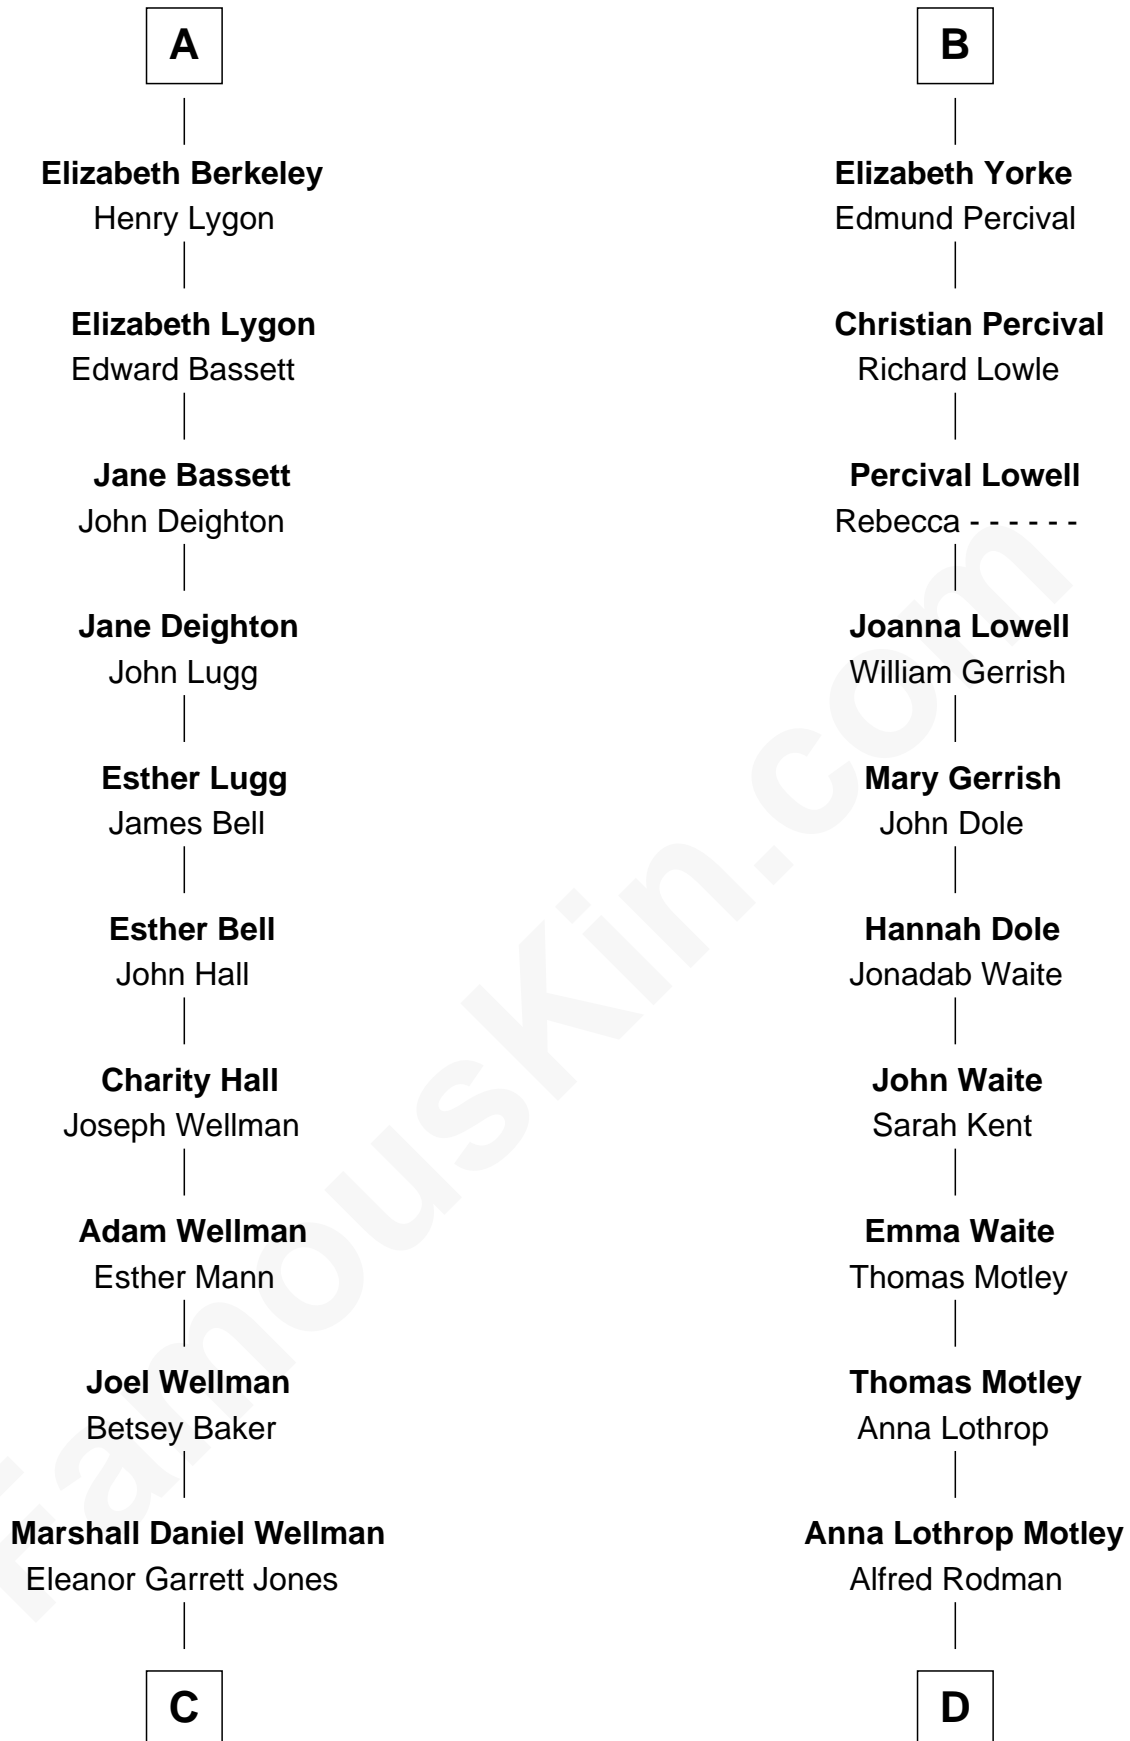 A
Elizabeth Berkeley
Henry Lygon
Elizabeth Lygon
Edward Bassett
Jane Bassett
John Deighton
Jane Deighton
John Lugg
Esther Lugg
James Bell
Esther Bell
John Hall
Charity Hall
Joseph Wellman
Adam Wellman
Esther Mann
Joel Wellman
Betsey Baker
Marshall Daniel Wellman
Eleanor Garrett Jones
C
B
Elizabeth Yorke
Edmund Percival
Christian Percival
Richard Lowle
Percival Lowell
Rebecca - - - - - -
Joanna Lowell
William Gerrish
Mary Gerrish
John Dole
Hannah Dole
Jonadab Waite
John Waite
Sarah Kent
Emma Waite
Thomas Motley
Thomas Motley
Anna Lothrop
Anna Lothrop Motley
Alfred Rodman
D
FamousKin.com